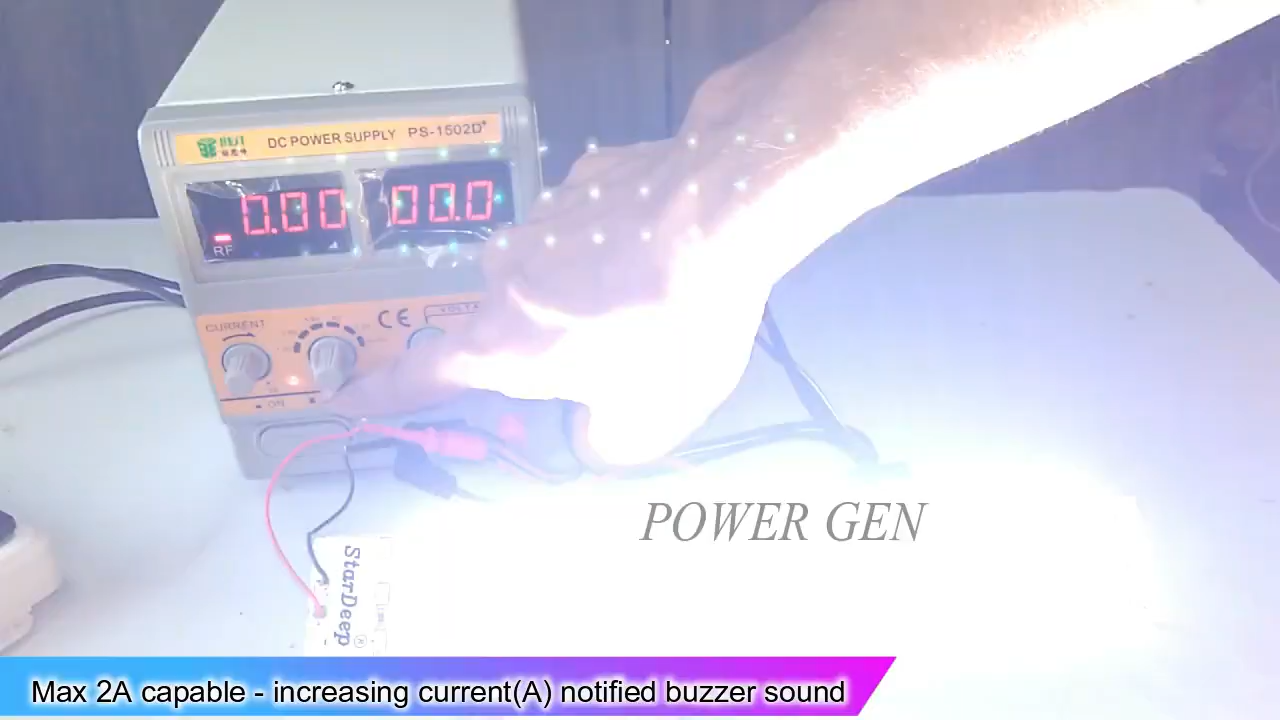 DC POWER SUPPLY PS-1502D+
0.00 00.0
RF
CURRENT
CE
VOLTA
ON
POWER GEN
StarDeep®
Max 2A capable - increasing current(A) notified buzzer sound